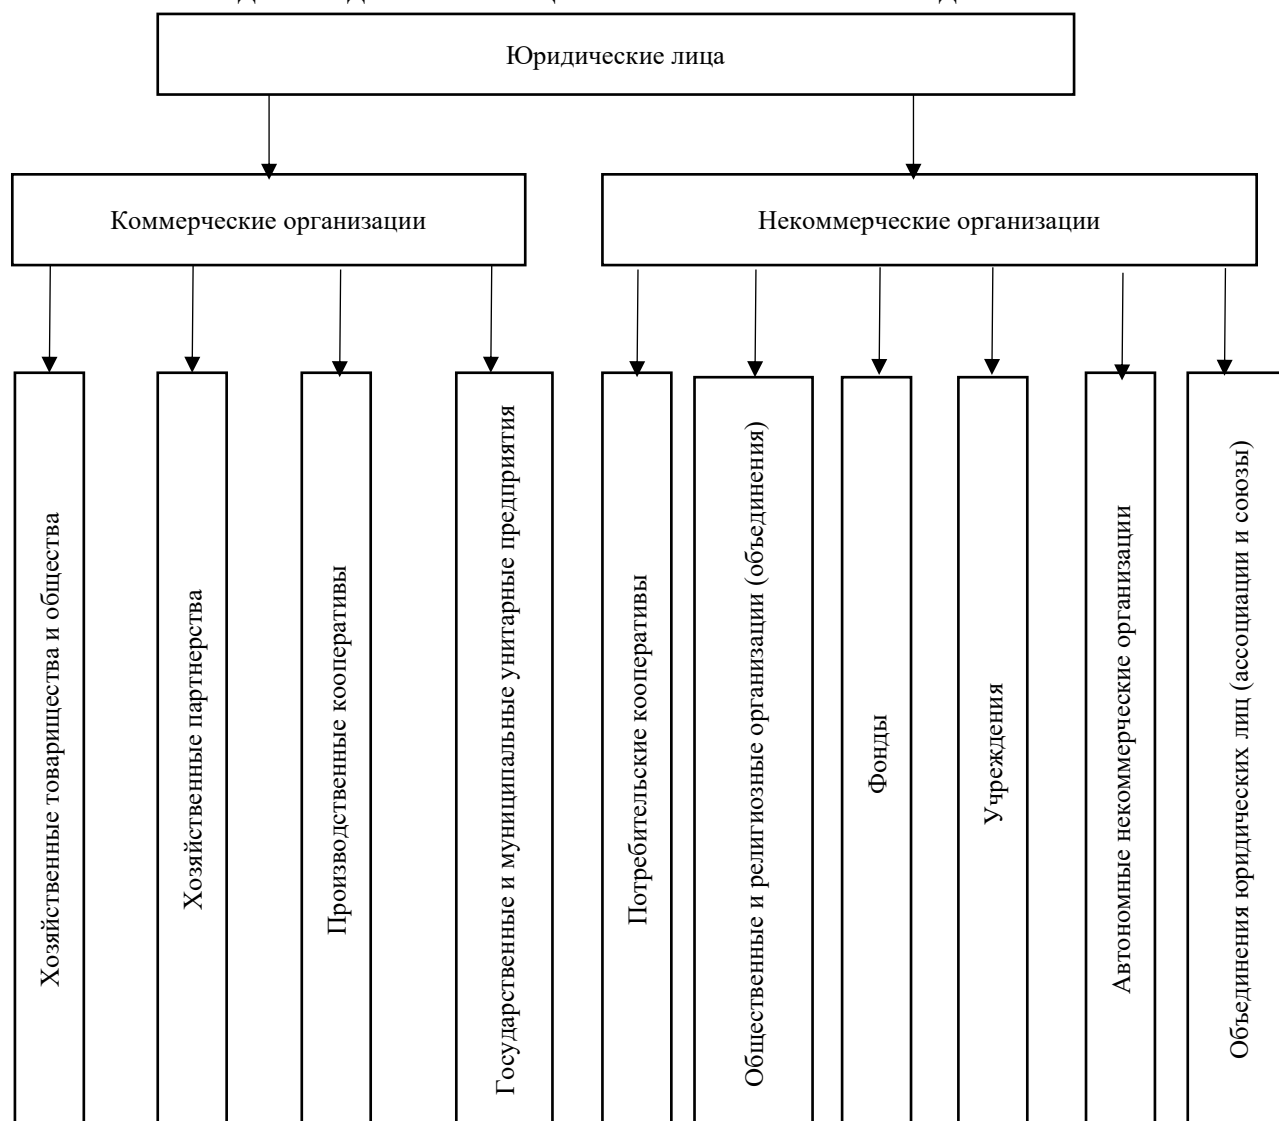 Юридические лица
Коммерческие организации
Некоммерческие организации
Хозяйственные товарищества и общества
Хозяйственные партнерства
Производственные кооперативы
Государственные и муниципальные унитарные предприятия
Потребительские кооперативы
Общественные и религиозные организации (объединения)
Фонды
Учреждения
Автономные некоммерческие организации
Объединения юридических лиц (ассоциации и союзы)